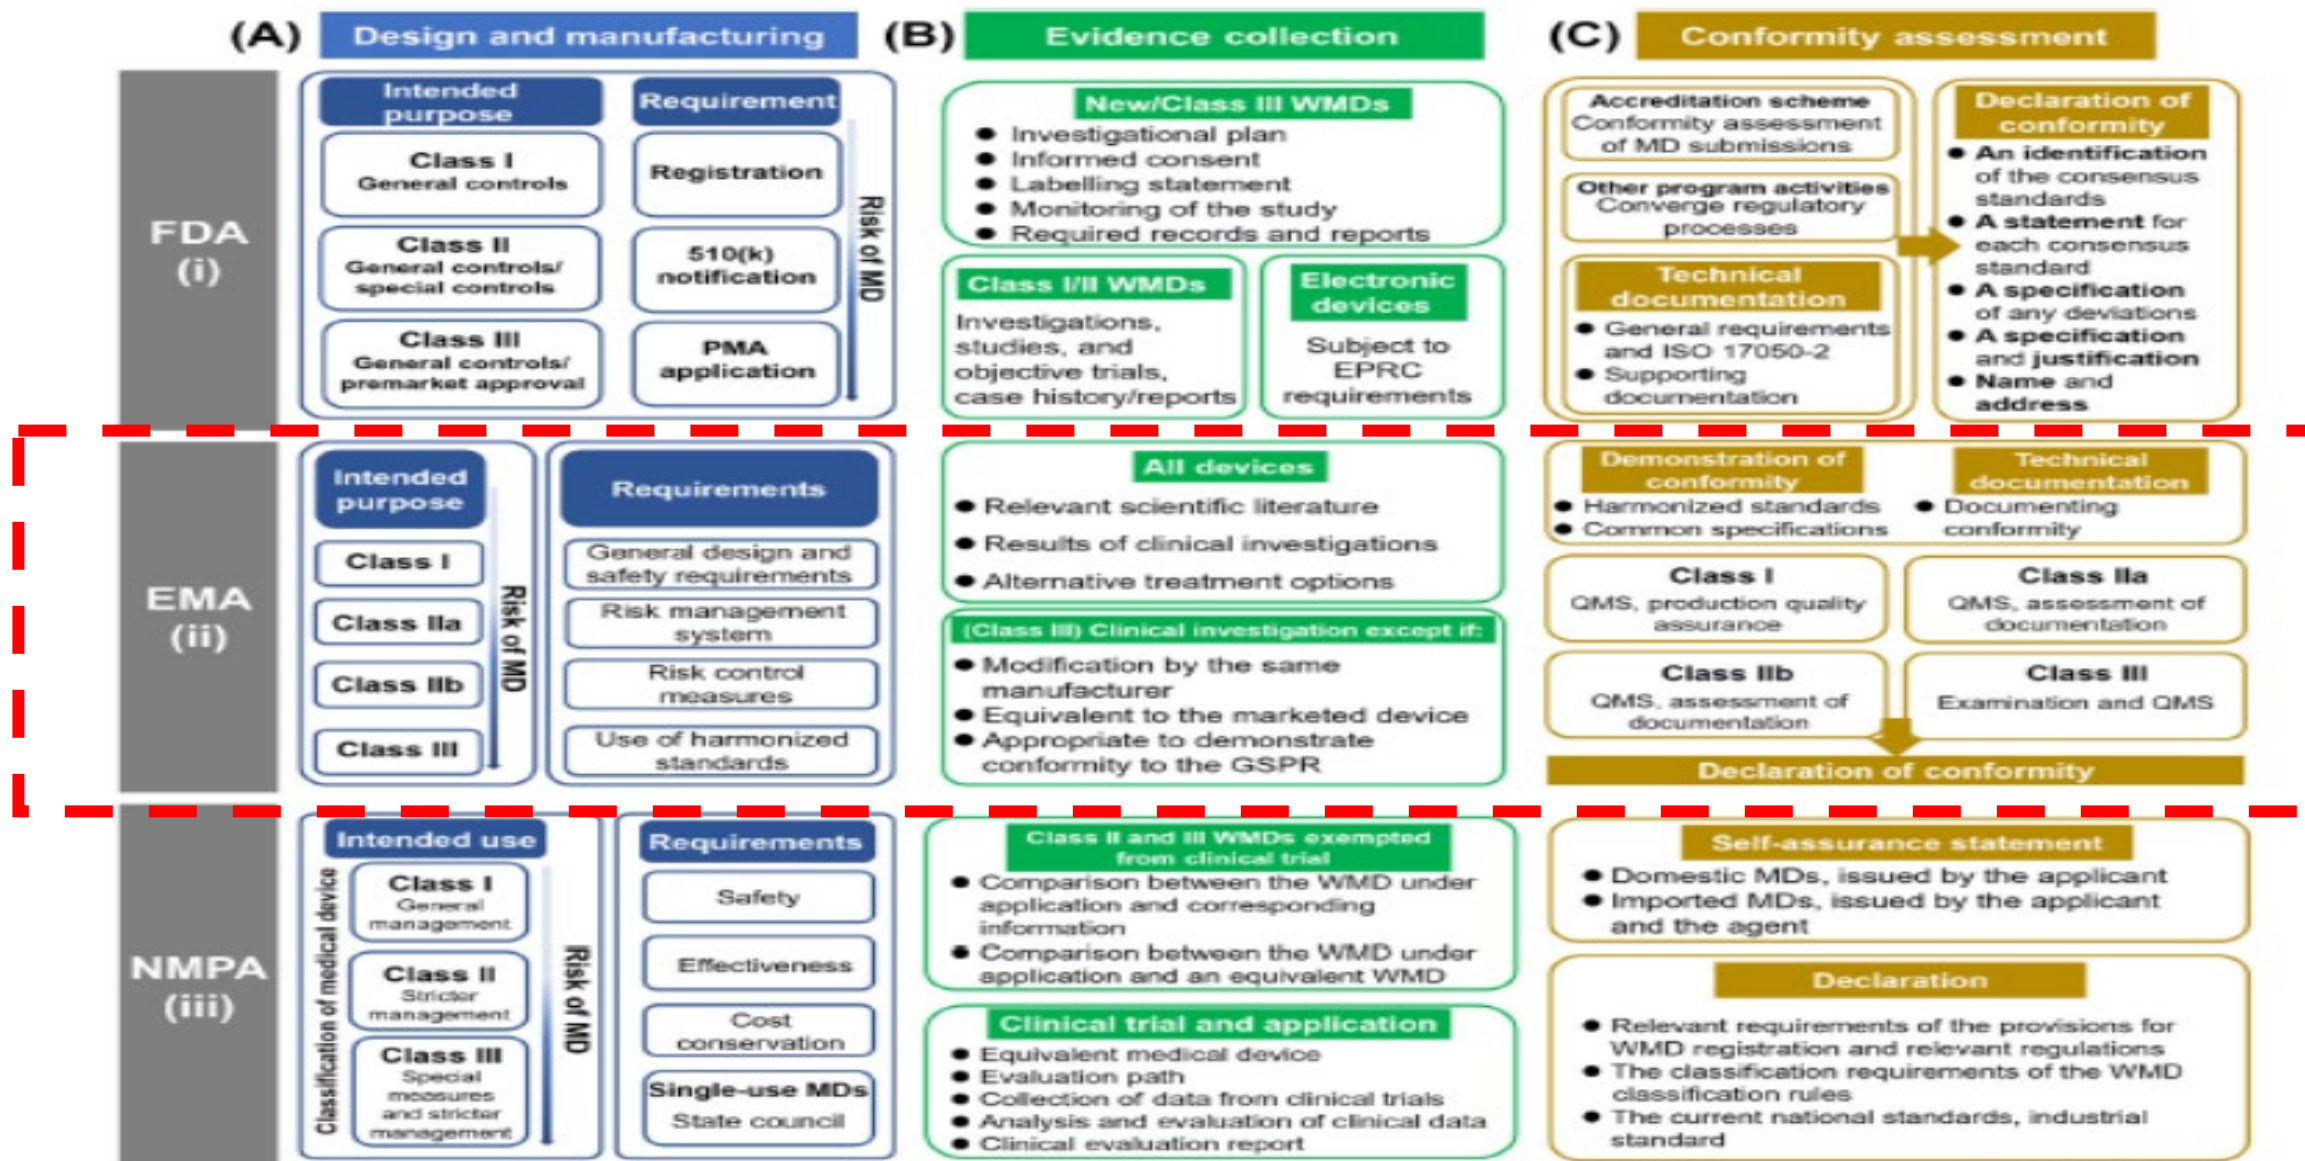 (A) Design and manufacturing
(B) Evidence collection
(C) Conformity assessment
FDA
(i)
Intended
purpose
Requirement
Class I
General controls
Registration
Class II
General controls/
special controls
510(k)
notification
Class III
General controls/
premarket approval
PMA
application
Risk of MD
New/Class III WMDs
● Investigational plan
● Informed consent
● Labelling statement
● Monitoring of the study
● Required records and reports
Class I/II WMDs
Investigations,
studies, and
objective trials,
case history/reports
Electronic
devices
Subject to
EPRC
requirements
Accreditation scheme
Conformity assessment
of MD submissions
Other program activities
Converge regulatory
processes
Technical
documentation
● General requirements
and ISO 17050-2
● Supporting
documentation
Declaration of
conformity
● An identification
of the consensus
standards
● A statement for
each consensus
standard
● A specification
of any deviations
● A specification
and justification
● Name and
address
EMA
(ii)
Intended
purpose
Class I
Class IIa
Class IIb
Class III
Risk of MD
Requirements
General design and
safety requirements
Risk management
system
Risk control
measures
Use of harmonized
standards
All devices
● Relevant scientific literature
● Results of clinical investigations
● Alternative treatment options
(Class III) Clinical investigation except if:
● Modification by the same
manufacturer
● Equivalent to the marketed device
● Appropriate to demonstrate
conformity to the GSPR
Demonstration of
conformity
● Harmonized standards
● Common specifications
Technical
documentation
● Documenting
conformity
Class I
QMS, production quality
assurance
Class IIa
QMS, assessment of
documentation
Class IIb
QMS, assessment of
documentation
Class III
Examination and QMS
Declaration of conformity
NMPA
(iii)
Classification of medical device
Intended use
Class I
General
management
Class II
Stricter
management
Class III
Special
measures
and stricter
management
Risk of MD
Requirements
Safety
Effectiveness
Cost
conservation
Single-use MDs
State council
Class II and III WMDs exempted
from clinical trial
● Comparison between the WMD under
application and corresponding
information
● Comparison between the WMD under
application and an equivalent WMD
Clinical trial and application
● Equivalent medical device
● Evaluation path
● Collection of data from clinical trials
● Analysis and evaluation of clinical data
● Clinical evaluation report
Self-assurance statement
● Domestic MDs, issued by the applicant
● Imported MDs, issued by the applicant
and the agent
Declaration
● Relevant requirements of the provisions for
WMD registration and relevant regulations
● The classification requirements of the WMD
classification rules
● The current national standards, industrial
standard